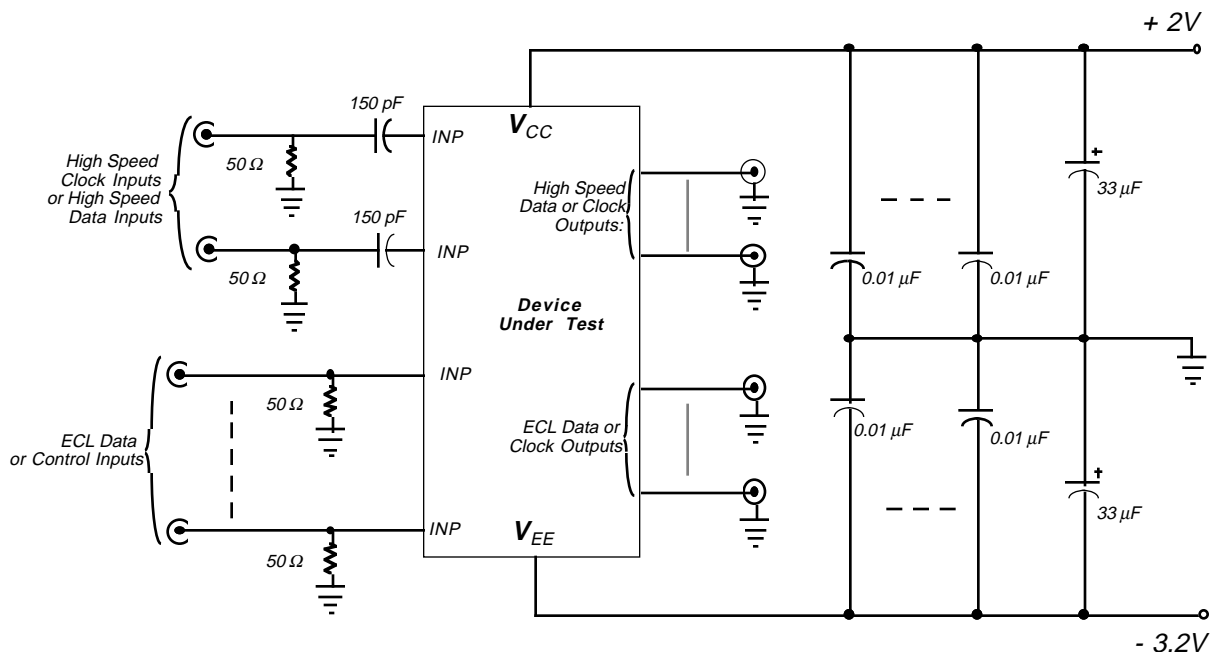 + 2V
150 pF
INP
VCC
50 Ω
High Speed
Clock Inputs
or High Speed
Data Inputs
High Speed
Data or Clock
Outputs:
+
33 µF
150 pF
INP
50 Ω
0.01 µF
0.01 µF
Device
Under Test
INP
50 Ω
ECL Data
or Control Inputs
ECL Data or
Clock Outputs
0.01 µF
0.01 µF
+
33 µF
INP
VEE
50 Ω
- 3.2V